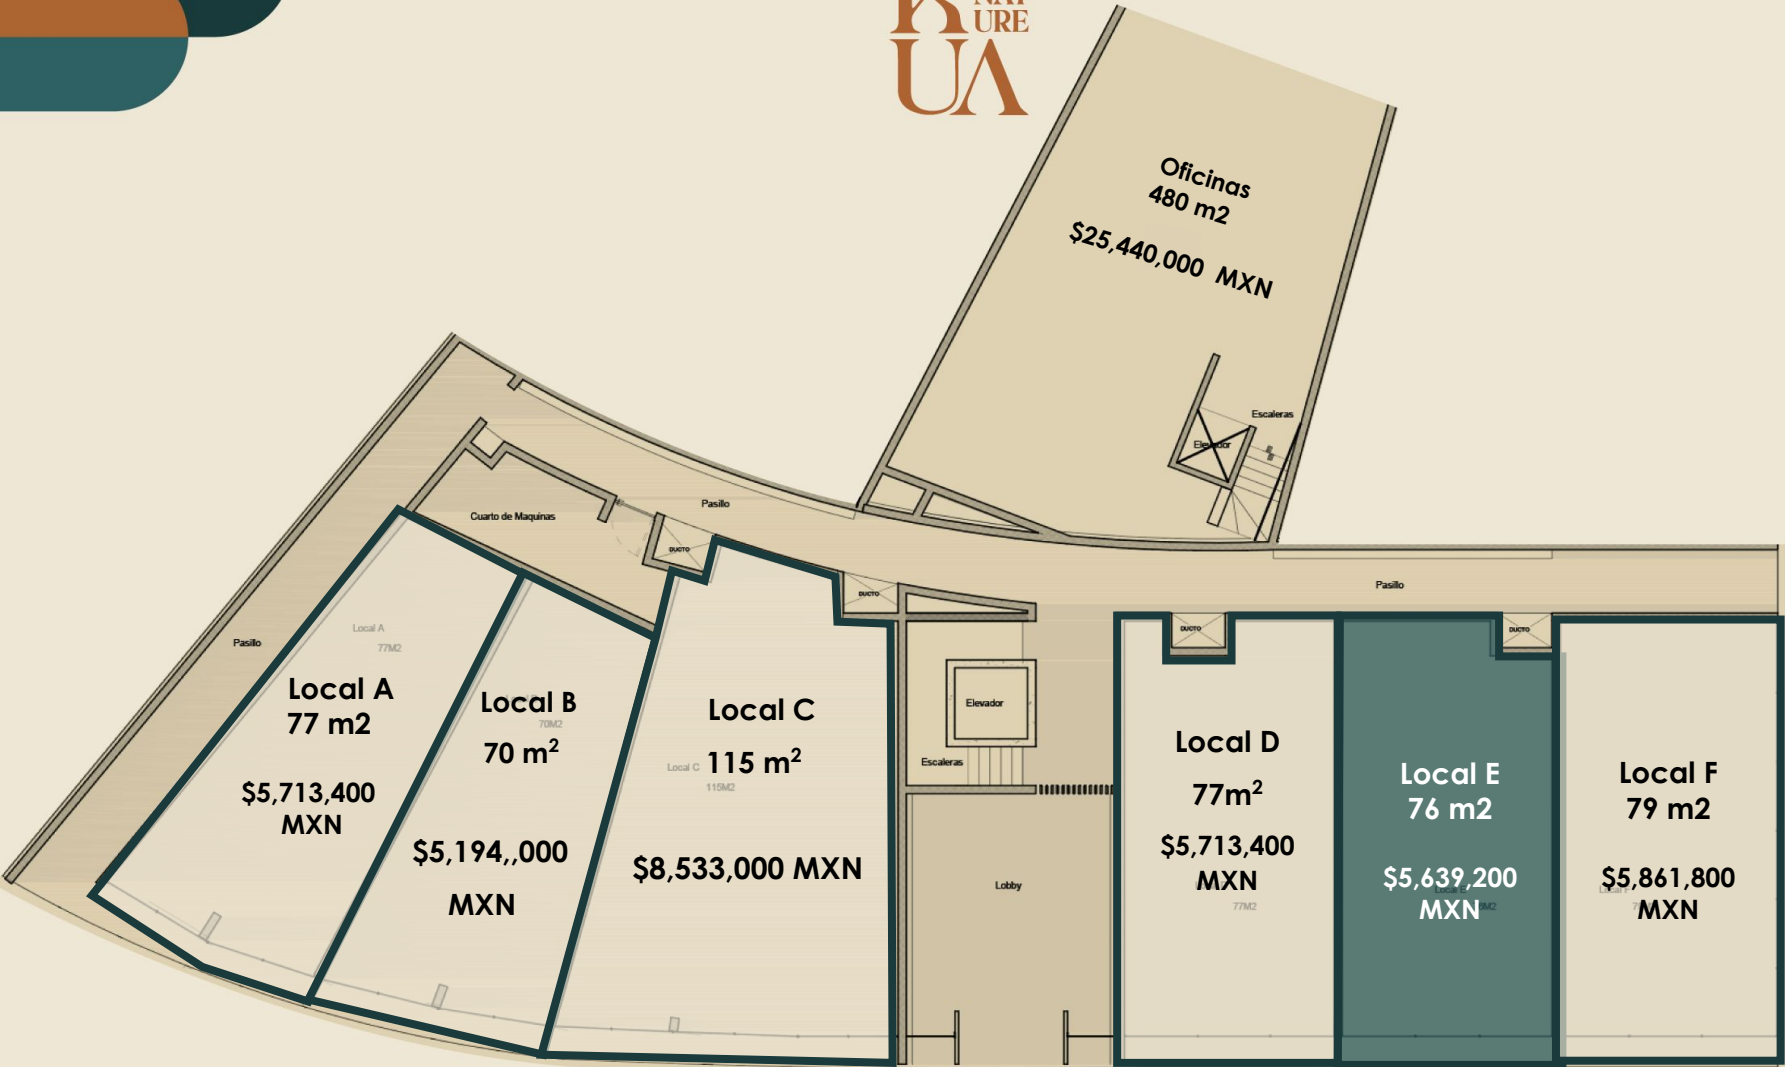 NAT
URE
UA
Oficinas
480 m2
$25,440,000 MXN
Escaleras
Elevador
Pasillo
Cuarto de Maquinas
DUCTO
DUCTO
Pasillo
DUCTO
DUCTO
Pasillo
Local A
77M2
Local A
77 m2
$5,713,400
MXN
Local B
70M2
70 m²
$5,194,,000
MXN
Local C
Local C
115 m²
115M2
$8,533,000 MXN
Elevador
Escaleras
Lobby
Local D
77m²
$5,713,400
MXN
77M2
Local E
76 m2
$5,639,200
MXN
Local F
79 m2
$5,861,800
MXN